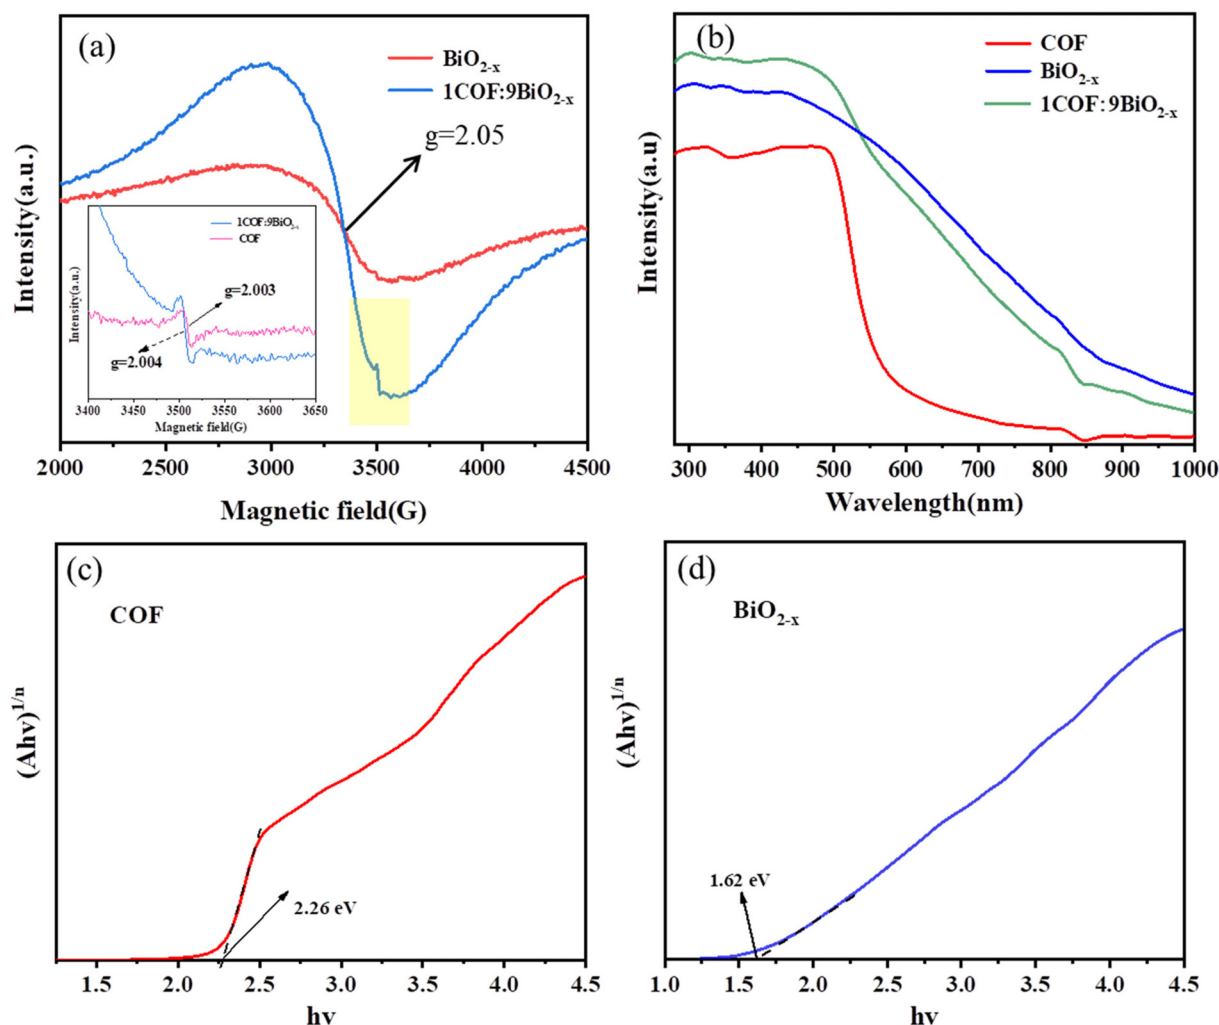 (a)
BiO2-x
1COF:9BiO2-x
g=2.05
Intensity(a.u.)
1COF:9BiO2-x
COF
g=2.003
g=2.004
Intensity(a.u.)
3400 3450 3500 3550 3600 3650
Magnetic field(G)
2000 2500 3000 3500 4000 4500
Magnetic field(G)
(b)
COF
BiO2-x
1COF:9BiO2-x
Intensity(a.u)
300 400 500 600 700 800 900 1000
Wavelength(nm)
(c)
COF
(Ahv)1/n
2.26 eV
1.5 2.0 2.5 3.0 3.5 4.0 4.5
hv
(d)
BiO2-x
(Ahv)1/n
1.62 eV
1.0 1.5 2.0 2.5 3.0 3.5 4.0 4.5
hv